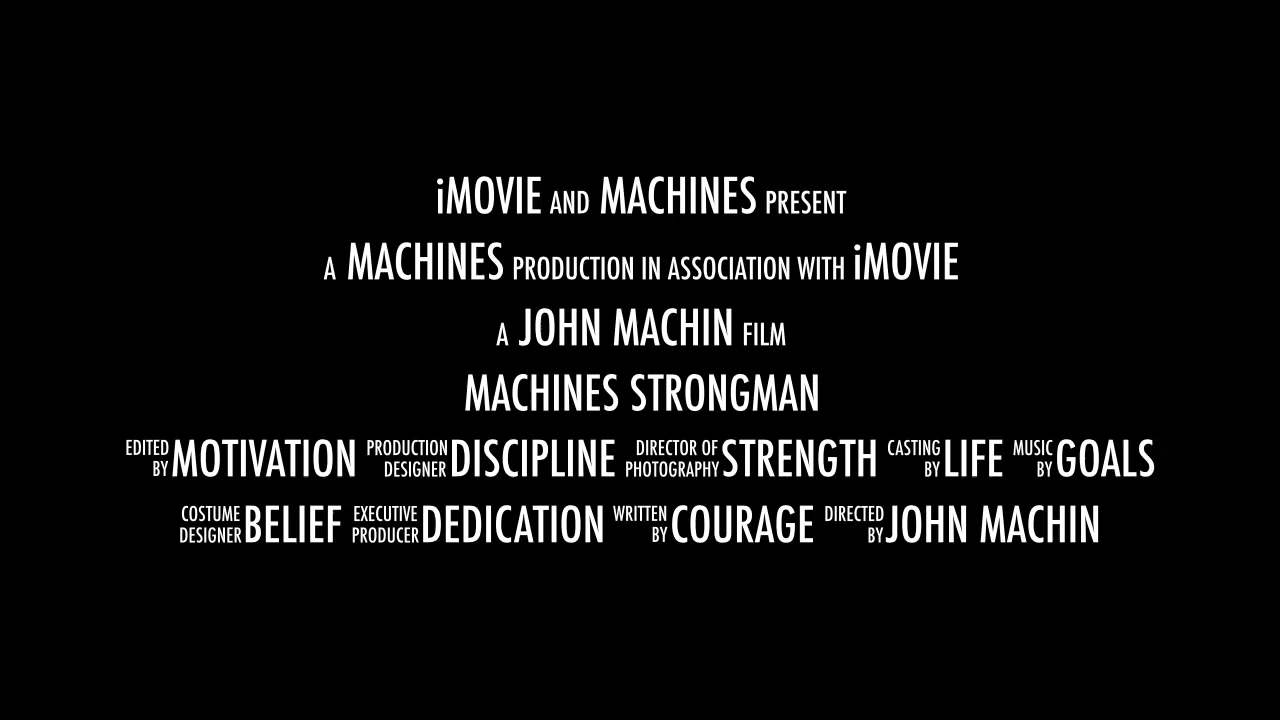 iMOVIE AND MACHINES PRESENT
A MACHINES PRODUCTION IN ASSOCIATION WITH iMOVIE
A JOHN MACHIN FILM
MACHINES STRONGMAN
EDITED BY MOTIVATION PRODUCTION DESIGNER DISCIPLINE DIRECTOR OF PHOTOGRAPHY STRENGTH CASTING BY LIFE MUSIC BY GOALS
COSTUME DESIGNER BELIEF EXECUTIVE PRODUCER DEDICATION WRITTEN BY COURAGE DIRECTED BY JOHN MACHIN